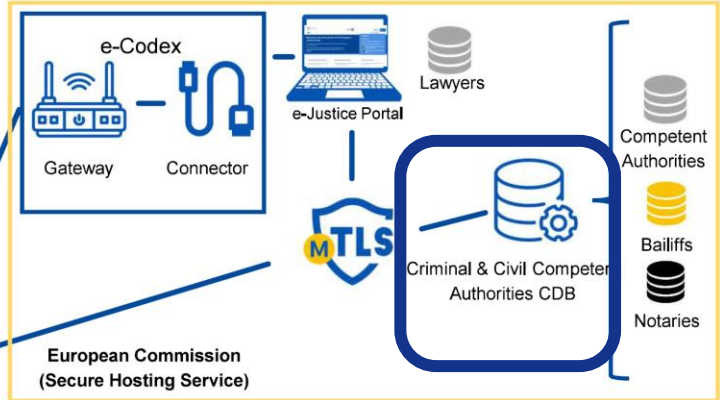 e-Codex
Gateway
Connector
e-Justice Portal
Lawyers
Competent
Authorities
Bailiffs
Notaries
MTLS
Criminal & Civil Competer
Authorities CDB
European Commission
(Secure Hosting Service)